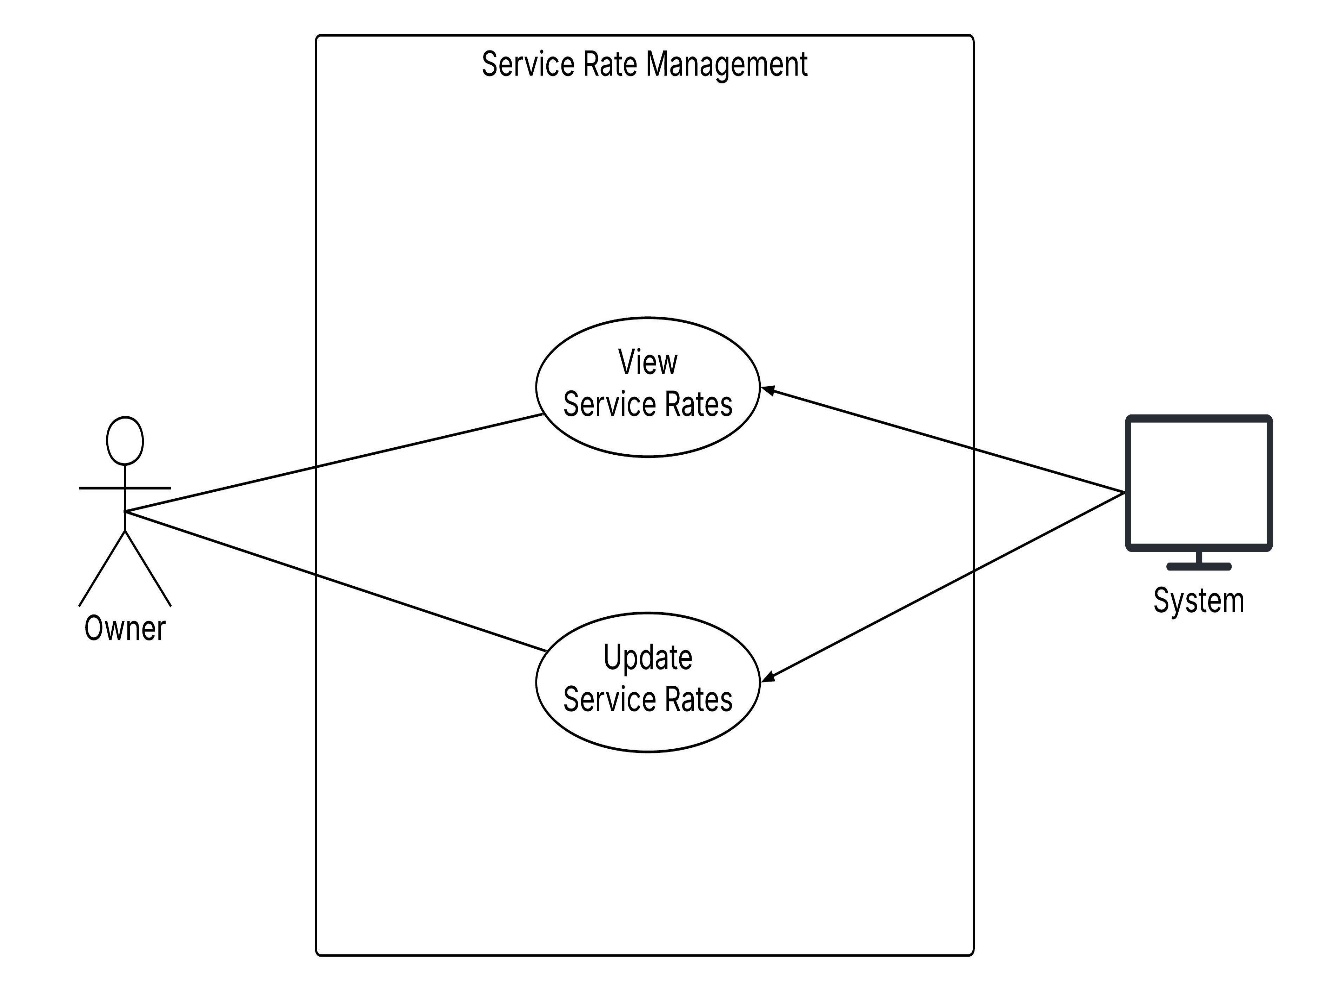 Service Rate Management
View
Service Rates
Owner
System
Update
Service Rates